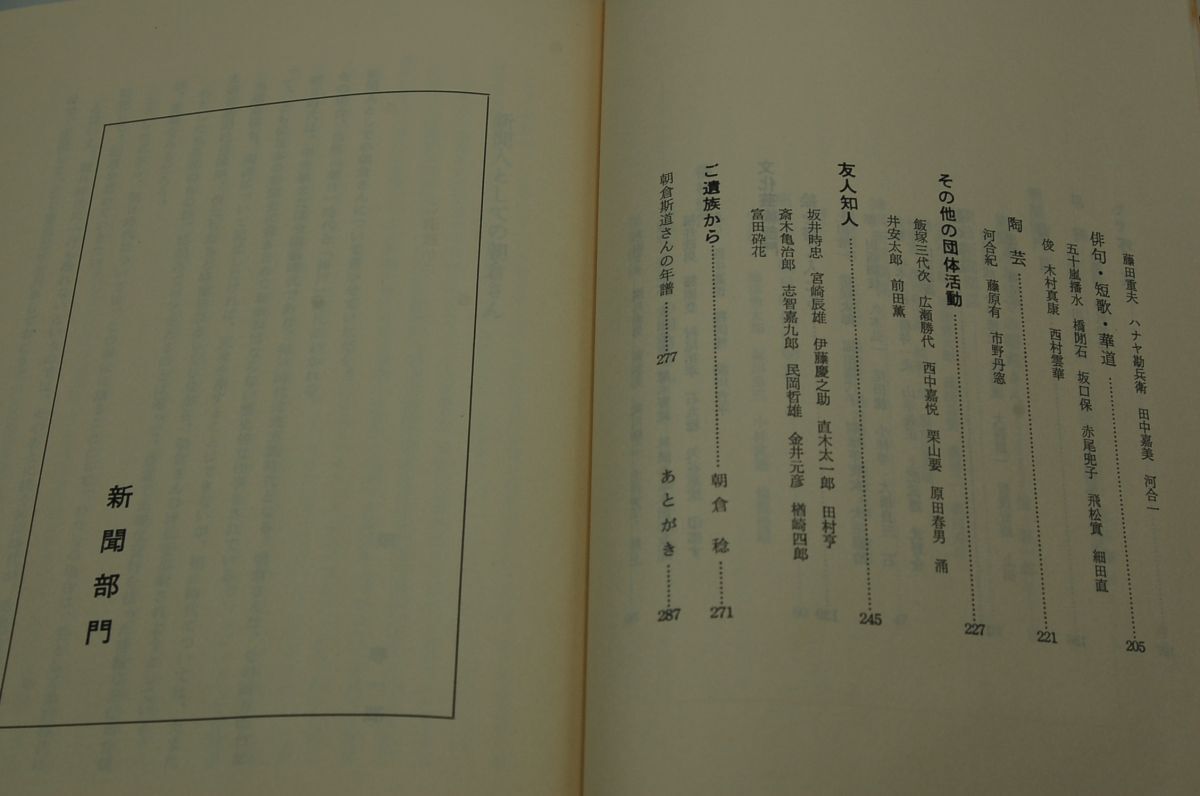 藤田重夫 ハナヤ勘兵衛 田中嘉美 河合二
俳句・短歌・華道 205
五十嵐播水 橋閒石 坂口保 赤尾兜子 飛松實 細田直
俊 木村真康 西村雲華
陶芸 221
河合紀 藤原有 市野丹窓
その他の団体活動 227
飯塚三代次 広瀬勝代 西中嘉悦 栗山要 原田春男 涌
井安太郎 前田薫
友人知人 245
坂井時忠 宮崎辰雄 伊藤慶之助 直木太一郎 田村亨
斎木亀治郎 志智嘉九郎 民岡哲雄 金井元彦 楢崎四郎
富田砕花
ご遺族から 朝倉稔 271
朝倉斯道さんの年譜 277
あとがき 287
新聞部門